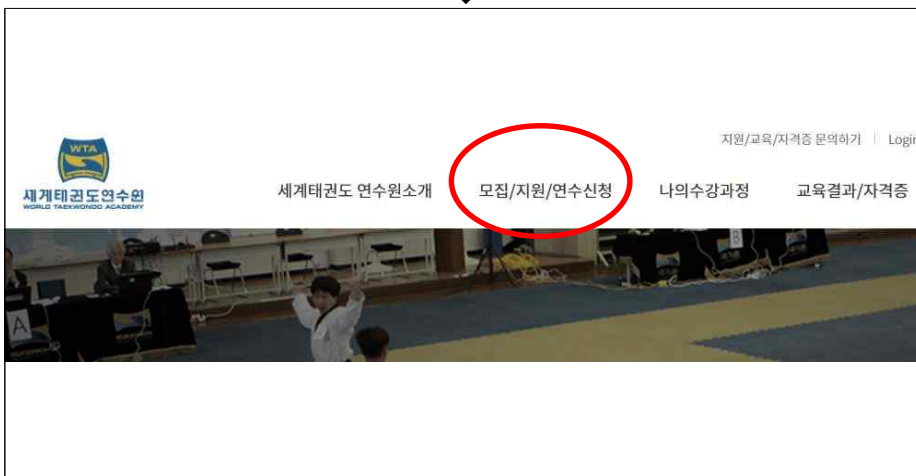 지원/교육/자격증 문의하기 | Login
WTA
세계태권도연수원
WORLD TAEKWONDO ACADEMY
세계태권도 연수원소개 모집/지원/연수신청 나의수강과정 교육결과/자격증
B
A